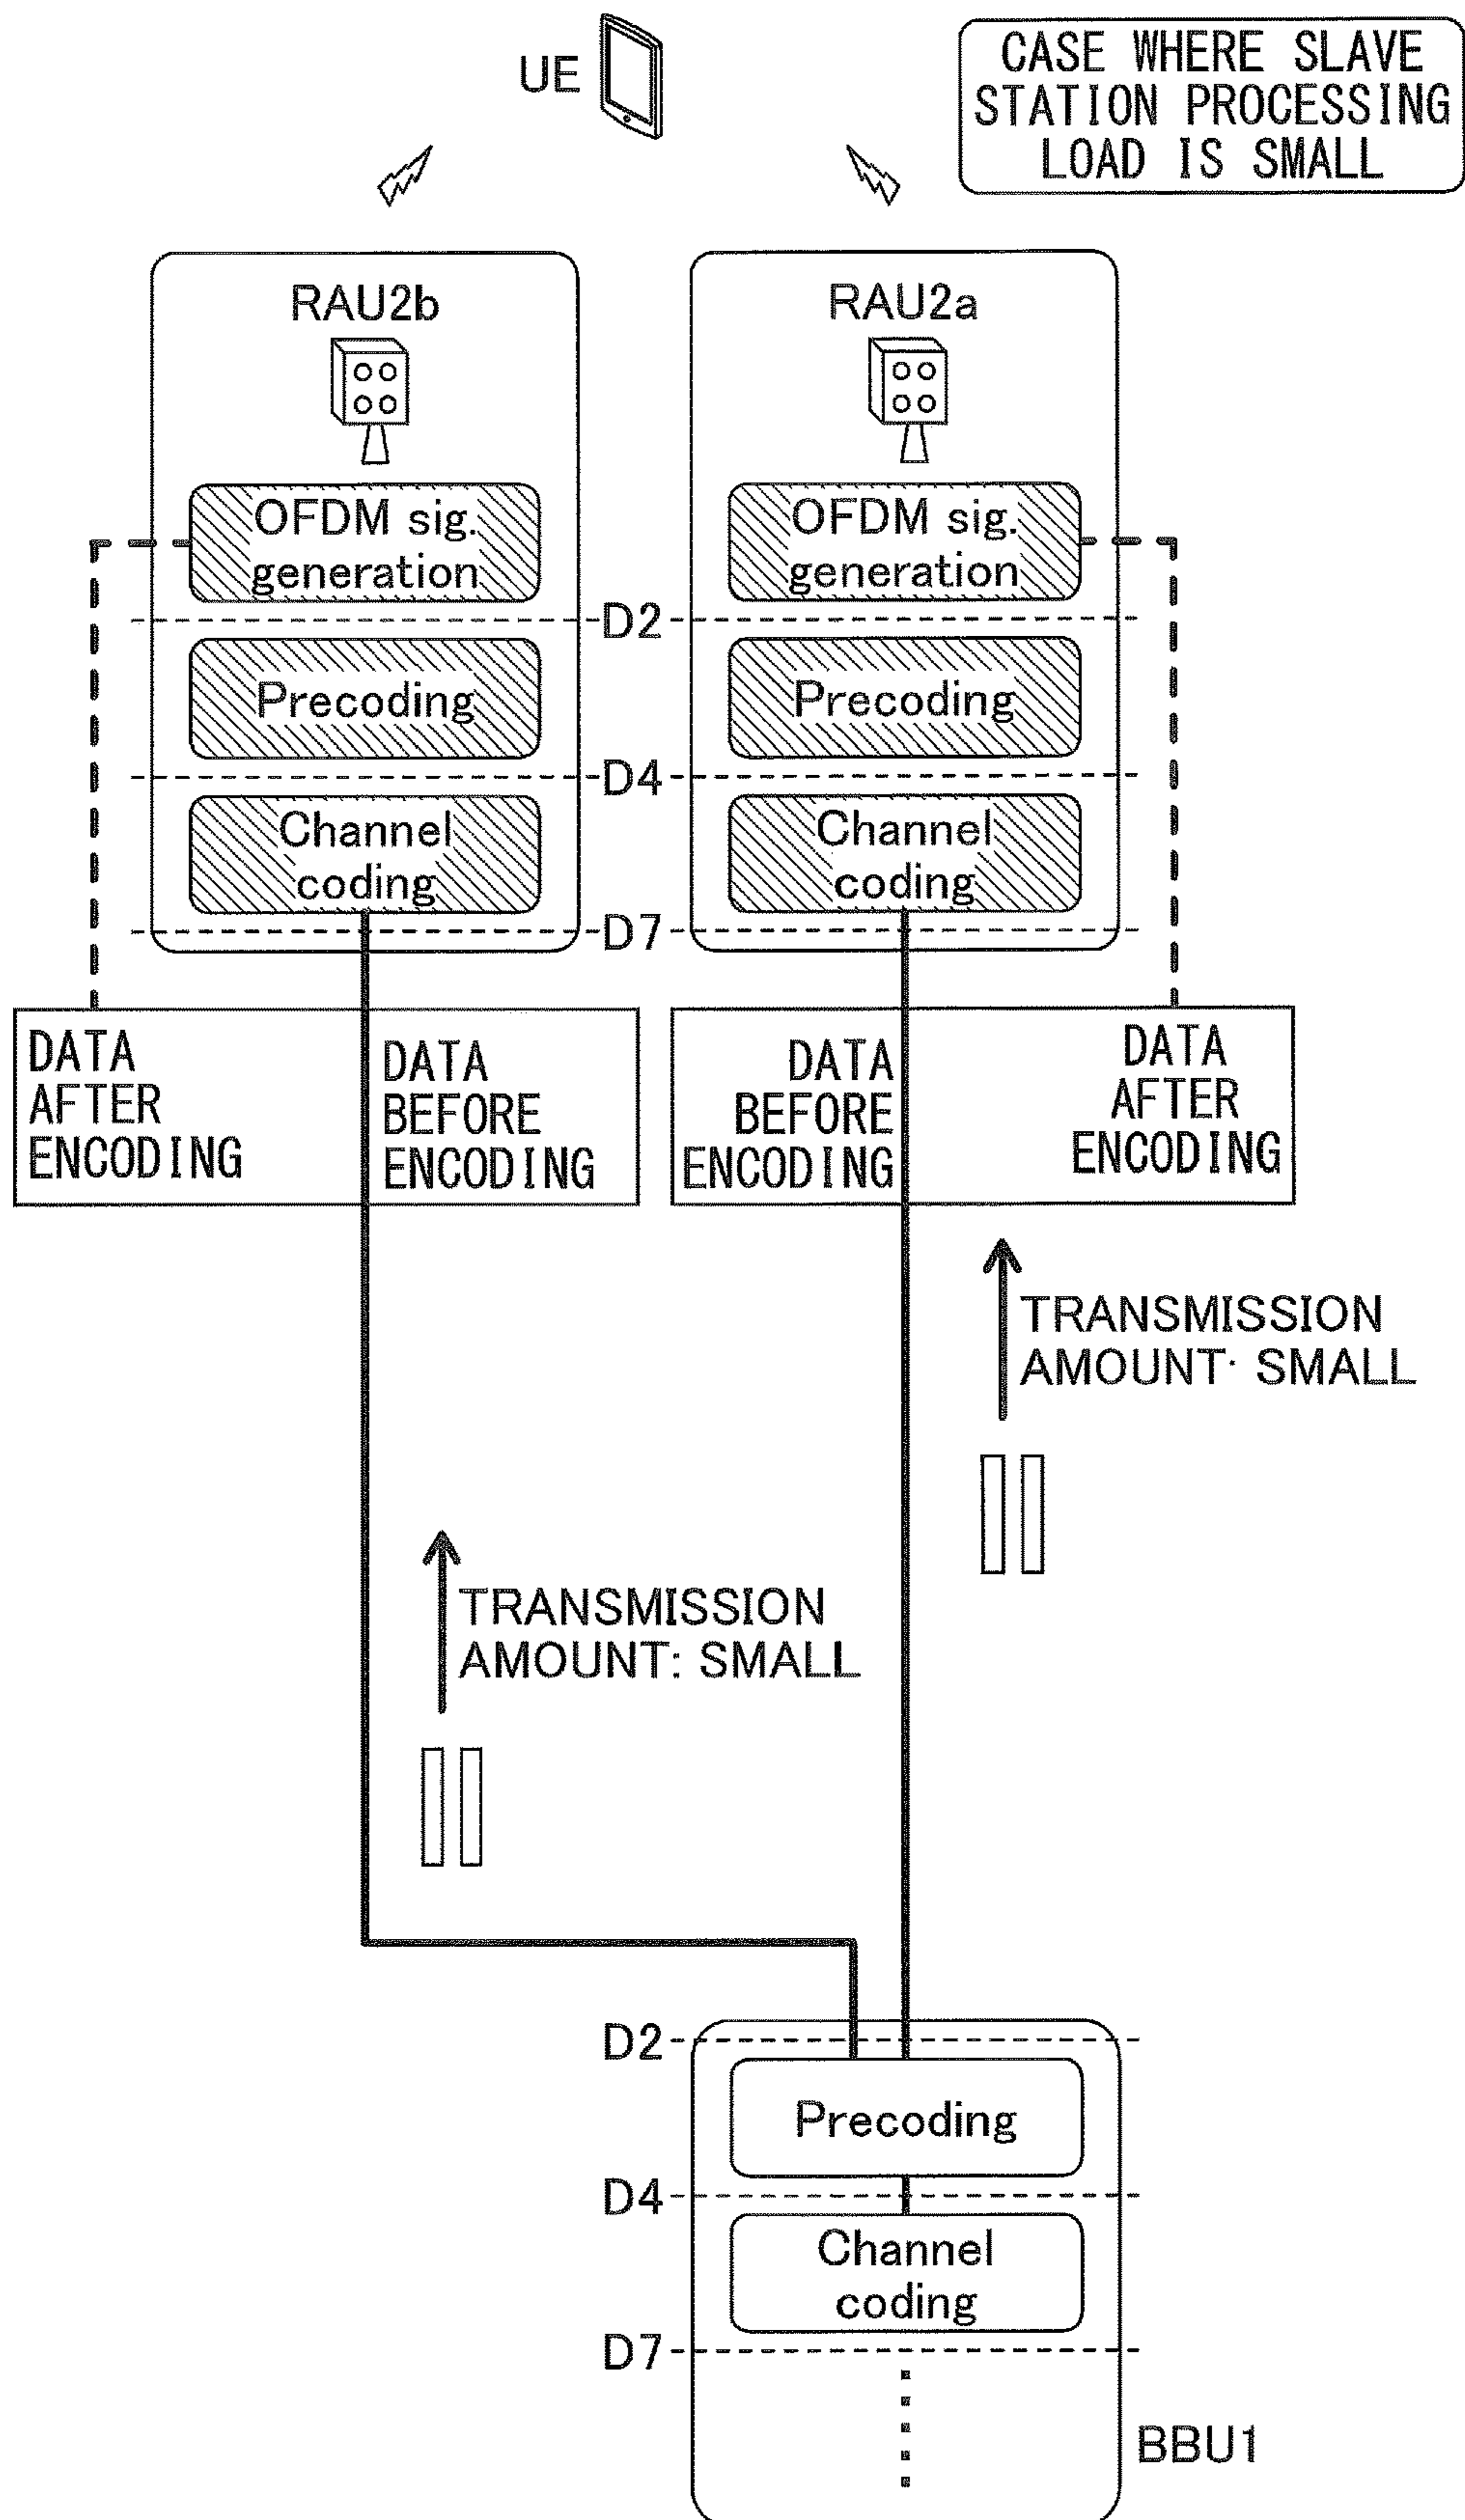 UE
CASE WHERE SLAVE
STATION PROCESSING
LOAD IS SMALL
RAU2b
RAU2a
OFDM sig.
generation
OFDM sig.
generation
D2
Precoding
Precoding
D4
Channel
coding
Channel
coding
D7
DATA
AFTER
ENCODING
DATA
BEFORE
ENCODING
DATA
BEFORE
ENCODING
DATA
AFTER
ENCODING
TRANSMISSION
AMOUNT: SMALL
TRANSMISSION
AMOUNT: SMALL
D2
Precoding
D4
Channel
coding
D7
BBU1